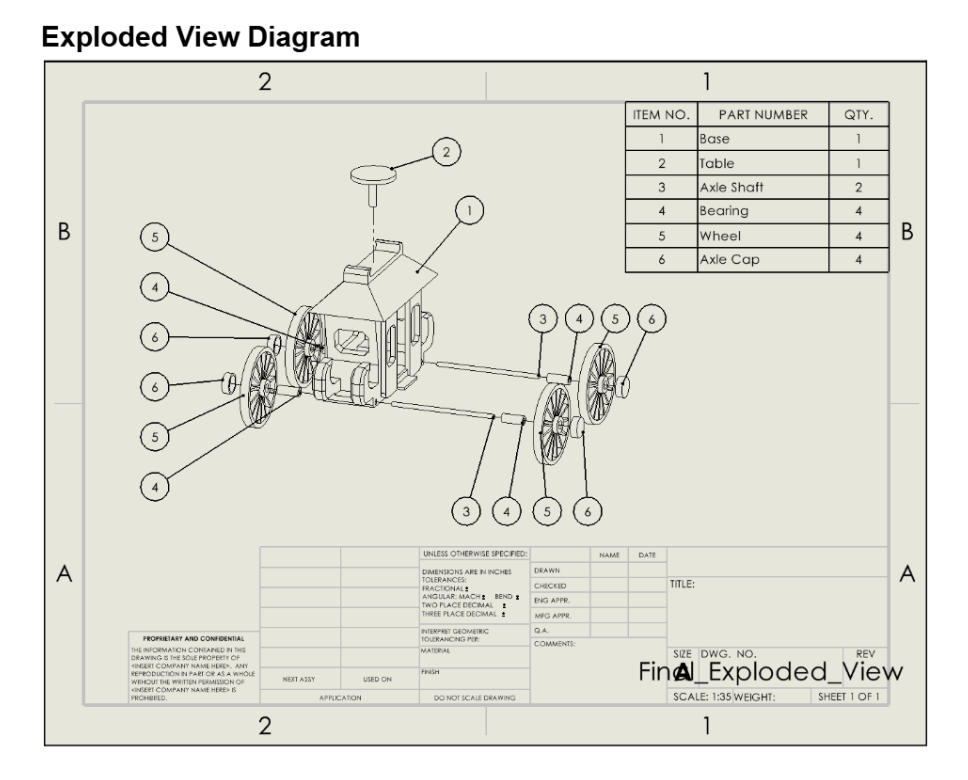 Exploded View Diagram
2 1
ITEM NO. PART NUMBER QTY.
1 Base 1
2 Table 1
3 Axle Shaft 2
4 Bearing 4
5 Wheel 4
6 Axle Cap 4
B B
2
1
5
4
6
6
5
4
3 4 5 6
3 4 5 6
A A
UNLESS OTHERWISE SPECIFIED:
DIMENSIONS ARE IN INCHES
TOLERANCES:
FRACTIONAL ±
ANGULAR: MACH ± BEND ±
TWO PLACE DECIMAL ±
THREE PLACE DECIMAL ±
INTERPRET GEOMETRIC
TOLERANCING PER:
MATERIAL
FINISH
DO NOT SCALE DRAWING
NAME DATE
DRAWN
CHECKED
ENG APPR.
MFG APPR.
Q.A.
COMMENTS:
PROPRIETARY AND CONFIDENTIAL
THE INFORMATION CONTAINED IN THIS
DRAWING IS THE SOLE PROPERTY OF
<INSERT COMPANY NAME HERE>. ANY
REPRODUCTION IN PART OR AS A WHOLE
WITHOUT THE WRITTEN PERMISSION OF
<INSERT COMPANY NAME HERE> IS
PROHIBITED.
NEXT ASSY USED ON
APPLICATION
TITLE:
SIZE DWG. NO. REV
A
Final_Exploded_View
SCALE: 1:35 WEIGHT: SHEET 1 OF 1
2 1